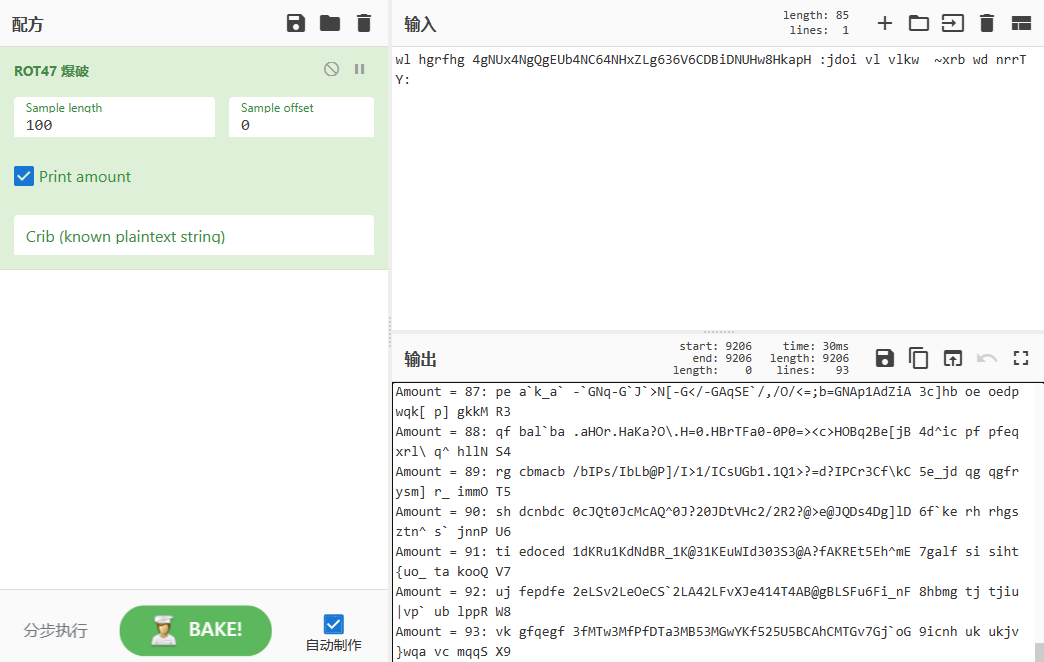 配方
ROT47 爆破
Sample length
100
Sample offset
0
Print amount
Crib (known plaintext string)
分步执行
BAKE!
自动制作
输入
length: 85
lines: 1
wl hgrfhg 4gNUx4NgQgEUb4NC64NHxZLg636V6CDBiDNUHw8HkapH :jdoi vl vlkw  ~xrb wd nrrT
Y:
输出
start: 9206
end: 9206
length: 0
time: 30ms
length: 9206
lines: 93
Amount = 87: pe a`k_a` -`GNq-G`J`>N[-G</-GAqSE`/,/O/<=;b=GNAp1AdZiA 3c]hb oe oedp
wqk[ p] gkkM R3
Amount = 88: qf bal`ba .aHOr.HaKa?O\.H=0.HBrTFa0-0P0=><c>HOBq2Be[jB 4d^ic pf pfeq
xrl\ q^ hllN S4
Amount = 89: rg cbmacb /bIPs/IbLb@P]/I>1/ICsUGb1.1Q1>?=d?IPCr3Cf\kC 5e_jd qg qgfr
ysm] r_ immO T5
Amount = 90: sh dcnbdc 0cJQt0JcMcAQ^0J?20JDtVHc2/2R2?@>e@JQDs4Dg]lD 6f`ke rh rhgs
ztn^ s` jnnP U6
Amount = 91: ti edoced 1dKRu1KdNdBR_1K@31KEuWId303S3@A?fAKREt5Eh^mE 7galf si siht
{uo_ ta kooQ V7
Amount = 92: uj fepdfe 2eLSv2LeOeCS`2LA42LFvXJe414T4AB@gBLSFu6Fi_nF 8hbmg tj tjiu
|vp` ub lppR W8
Amount = 93: vk gfqegf 3fMTw3MfPfDTa3MB53MGwYKf525U5BCAhCMTGv7Gj`oG 9icnh uk ukjv
}wqa vc mqqS X9